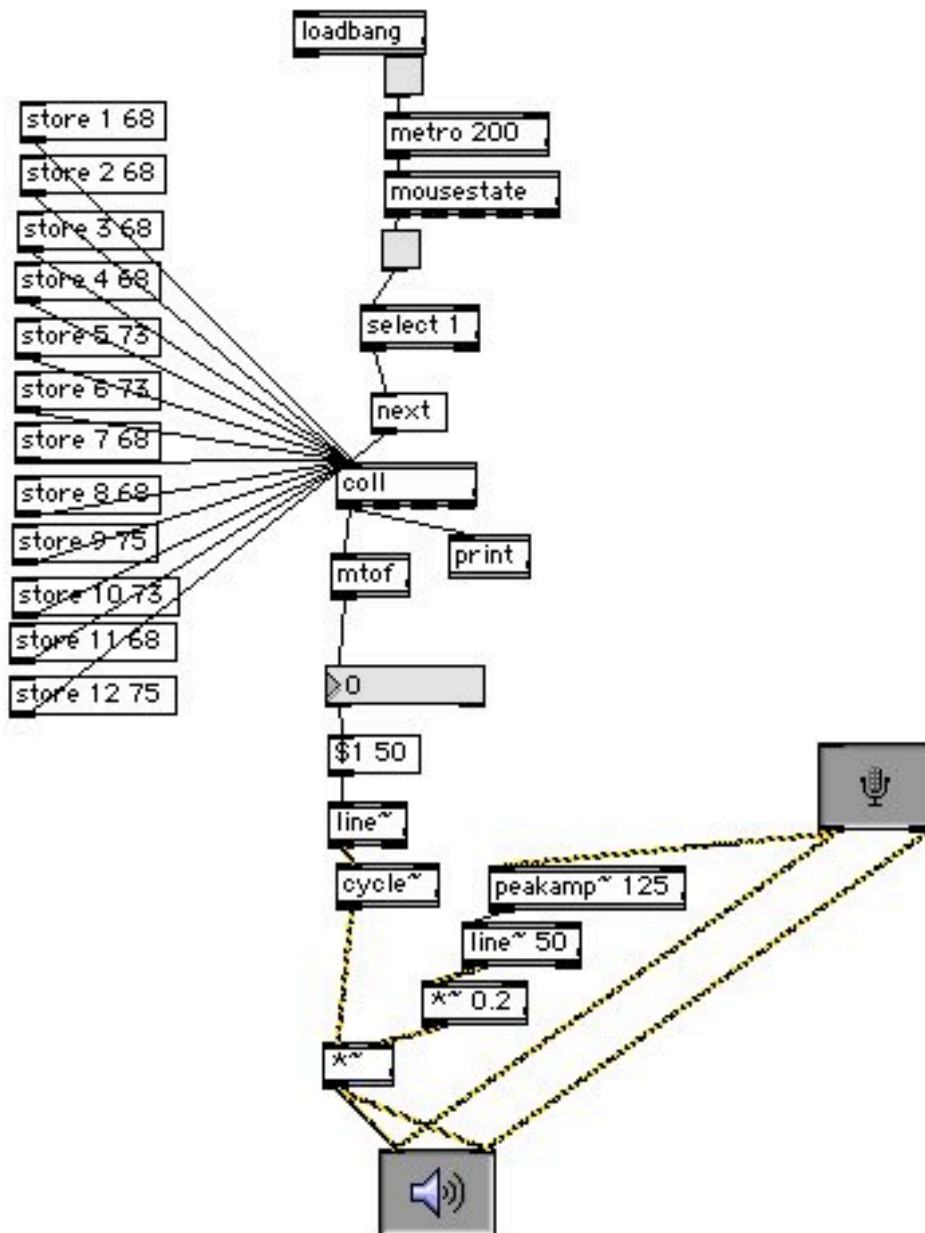 loadbang
metro 200
mousestate
select 1
next
store 1 68
store 2 68
store 3 68
store 4 68
store 5 73
store 6 73
store 7 68
store 8 68
store 9 75
store 10 73
store 11 68
store 12 75
coll
print
mtof
0
$1 50
line~
cycle~
peakamp~ 125
line~ 50
*~ 0.2
*~